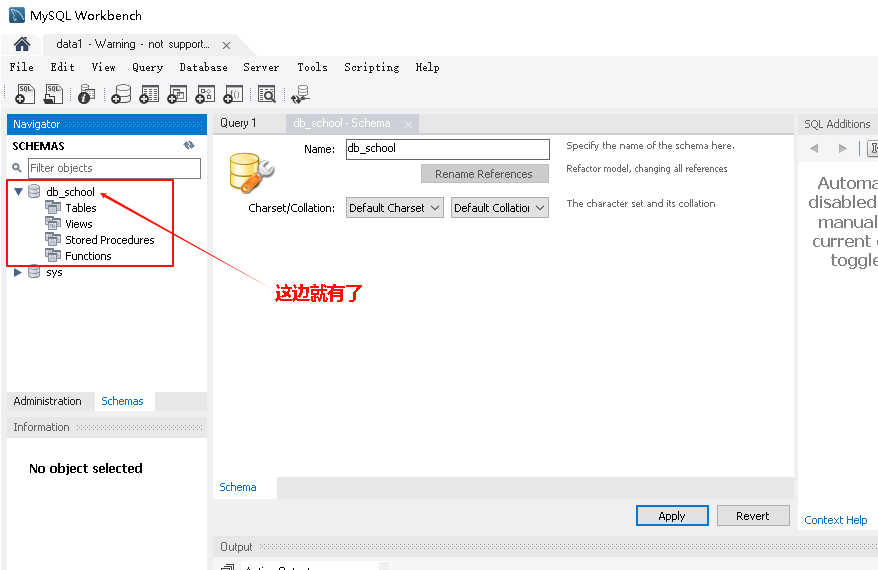 MySQL Workbench
data1 - Warning - not support...
File Edit View Query Database Server Tools Scripting Help
Navigator
SCHEMAS
Filter objects
db_school
Tables
Views
Stored Procedures
Functions
sys
Administration Schemas
Information
No object selected
Query 1 db_school - Schema
Name: db_school
Specify the name of the schema here.
Rename References
Refactor model, changing all references
Charset/Collation: Default Charset Default Collation
The character set and its collation
这边就有了
Schema
Apply Revert
Output
SQL Additions
Automa
disabled
manual
current
toggle
Context Help